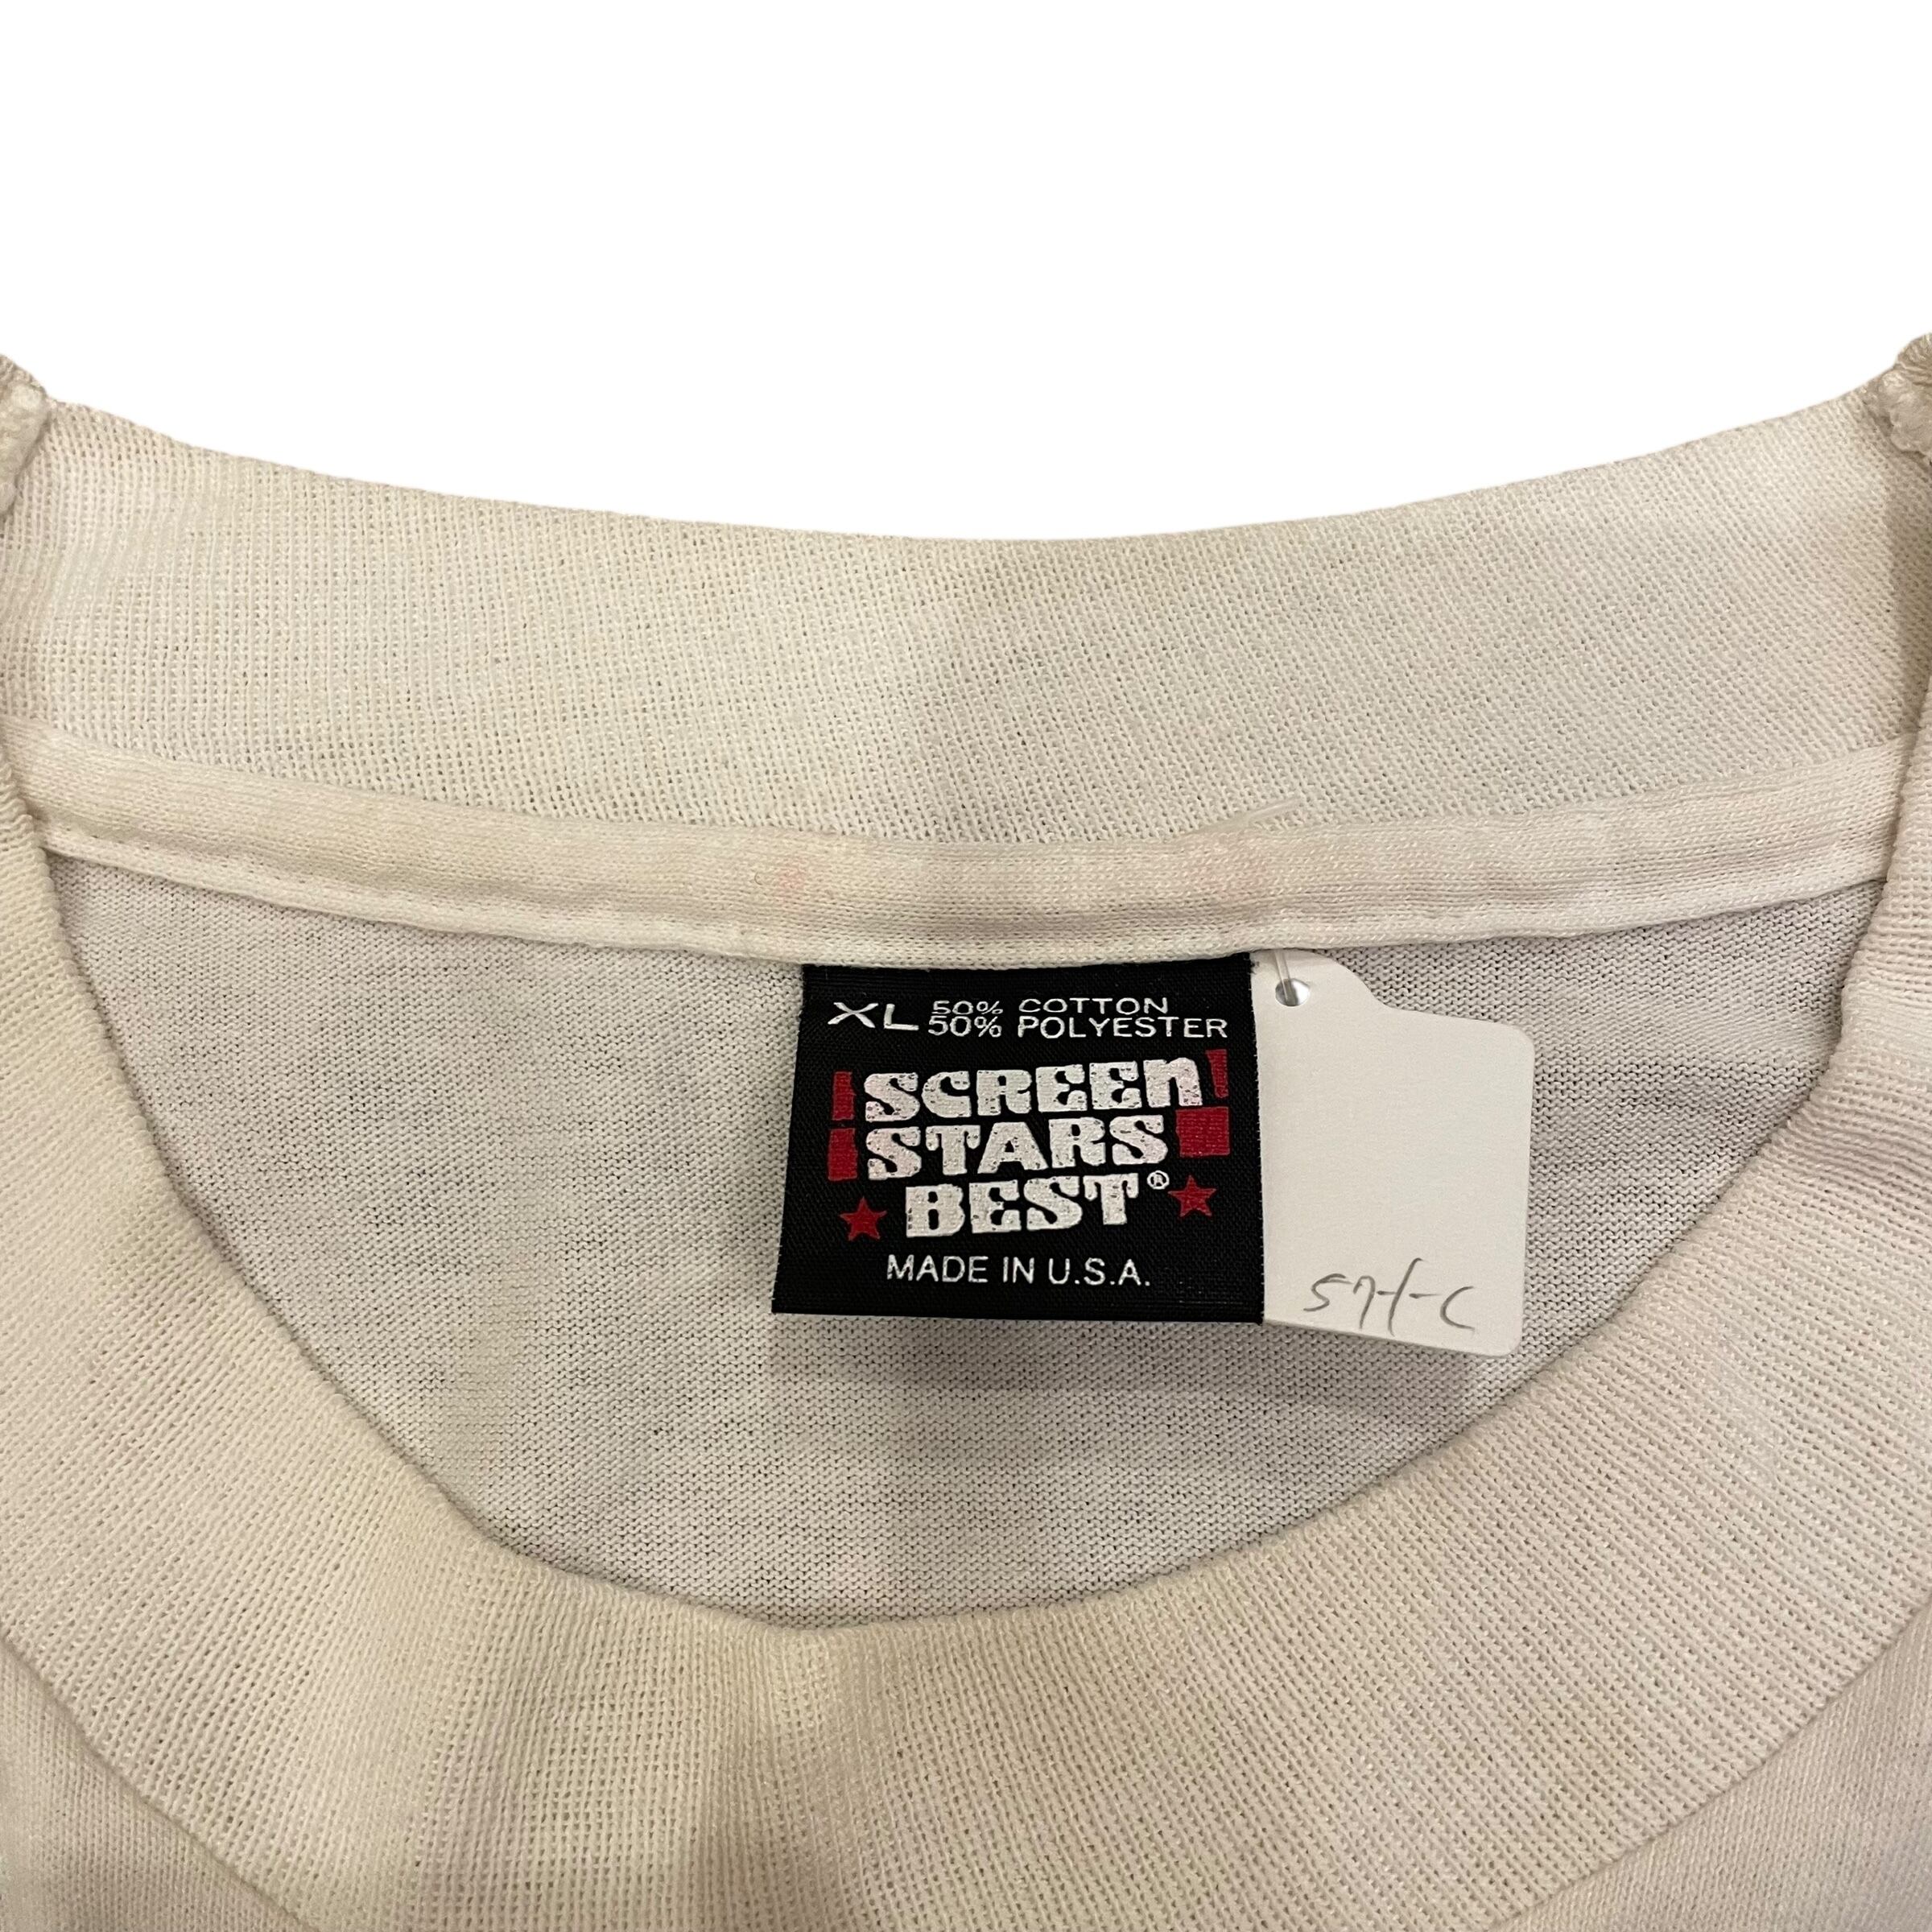 XL 50% COTTON
50% POLYESTER
SCREEN
STARS
BEST®
MADE IN U.S.A.